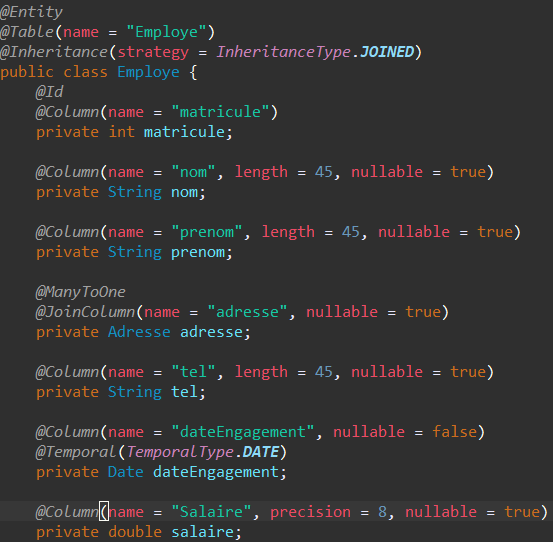 @Entity
@Table(name = "Employe")
@Inheritance(strategy = InheritanceType.JOINED)
public class Employe {
@Id
@Column(name = "matricule")
private int matricule;
@Column(name = "nom", length = 45, nullable = true)
private String nom;
@Column(name = "prenom", length = 45, nullable = true)
private String prenom;
@ManyToOne
@JoinColumn(name = "adresse", nullable = true)
private Adresse adresse;
@Column(name = "tel", length = 45, nullable = true)
private String tel;
@Column(name = "dateEngagement", nullable = false)
@Temporal(TemporalType.DATE)
private Date dateEngagement;
@Column(name = "Salaire", precision = 8, nullable = true)
private double salaire;